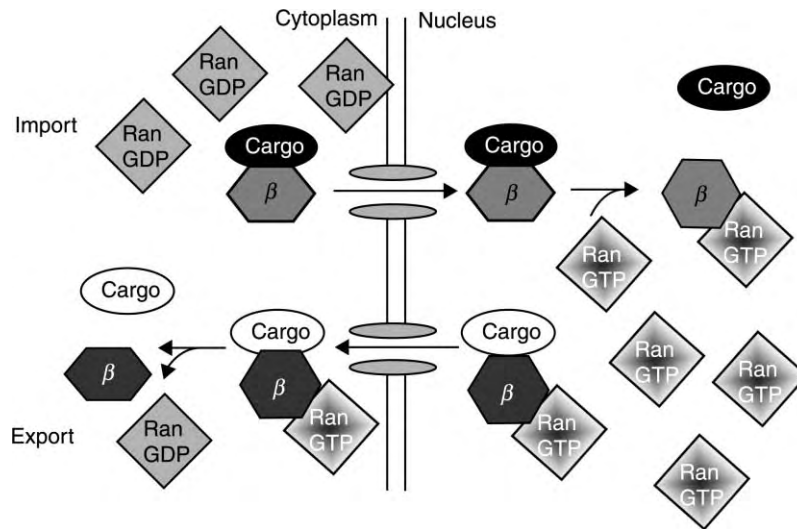 Cytoplasm
Nucleus
Import
Ran
GDP
Ran
GDP
Ran
GDP
Cargo
β
Cargo
β
Cargo
β
Ran
GTP
Ran
GTP
Cargo
β
Ran
GDP
Export
Cargo
β
Ran
GTP
Cargo
β
Ran
GTP
Ran
GTP
Ran
GTP
Ran
GTP